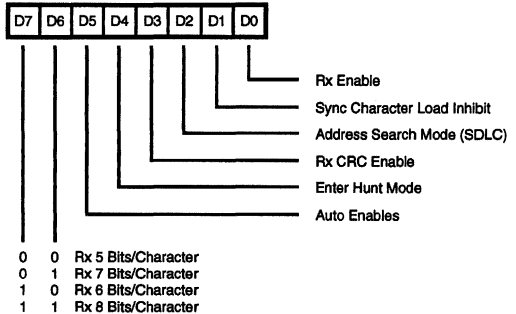 D7 D6 D5 D4 D3 D2 D1 D0
Rx Enable
Sync Character Load Inhibit
Address Search Mode (SDLC)
Rx CRC Enable
Enter Hunt Mode
Auto Enables
0 0 Rx 5 Bits/Character
0 1 Rx 7 Bits/Character
1 0 Rx 6 Bits/Character
1 1 Rx 8 Bits/Character